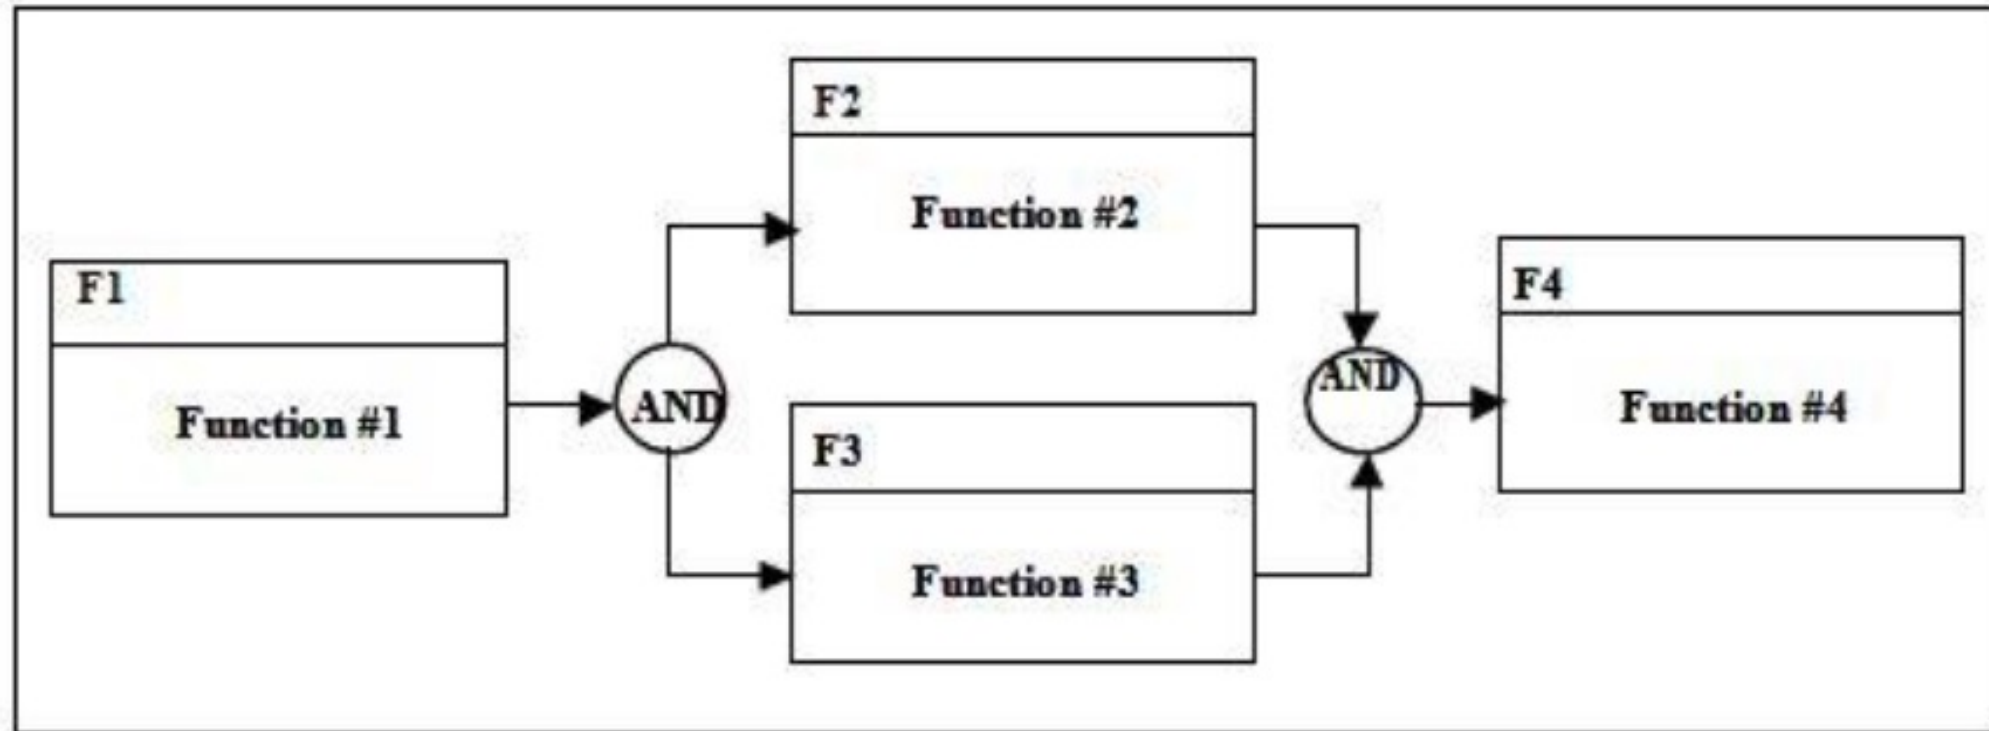 F1
Function #1
AND
F2
Function #2
F3
Function #3
AND
F4
Function #4